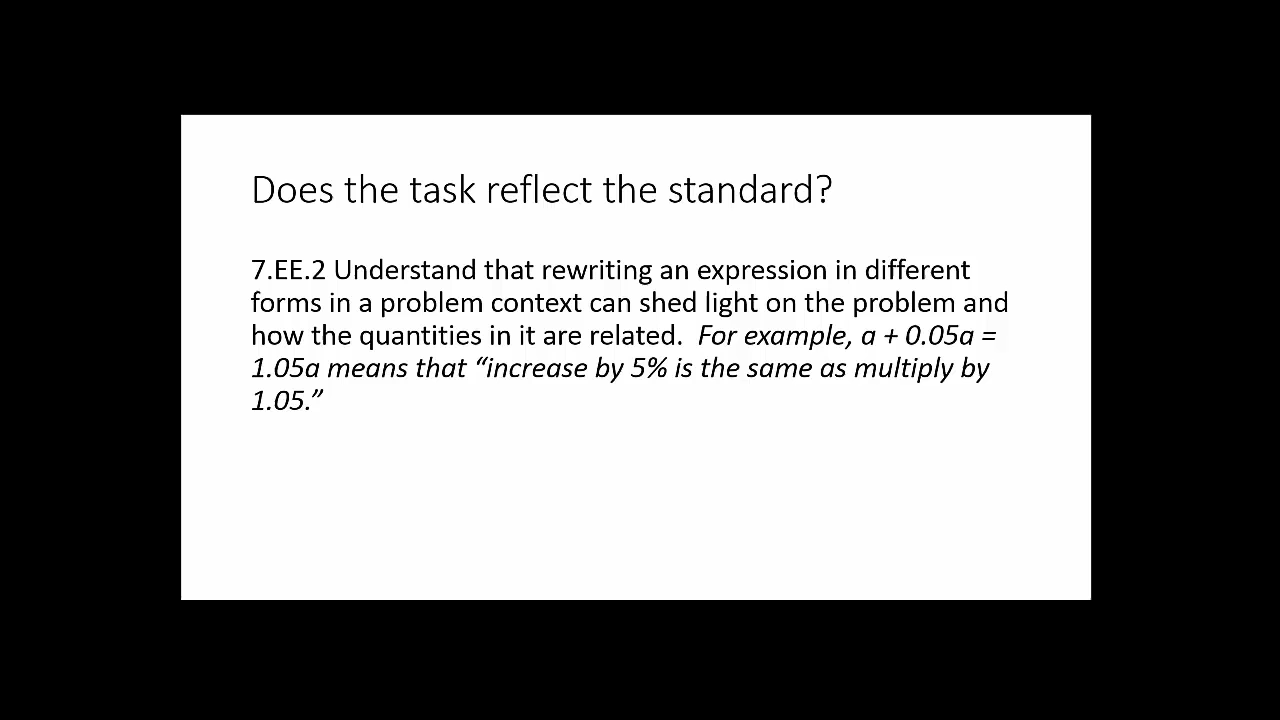 Does the task reflect the standard?
7.EE.2 Understand that rewriting an expression in different
forms in a problem context can shed light on the problem and
how the quantities in it are related.  For example, a + 0.05a =
1.05a means that “increase by 5% is the same as multiply by
1.05.”